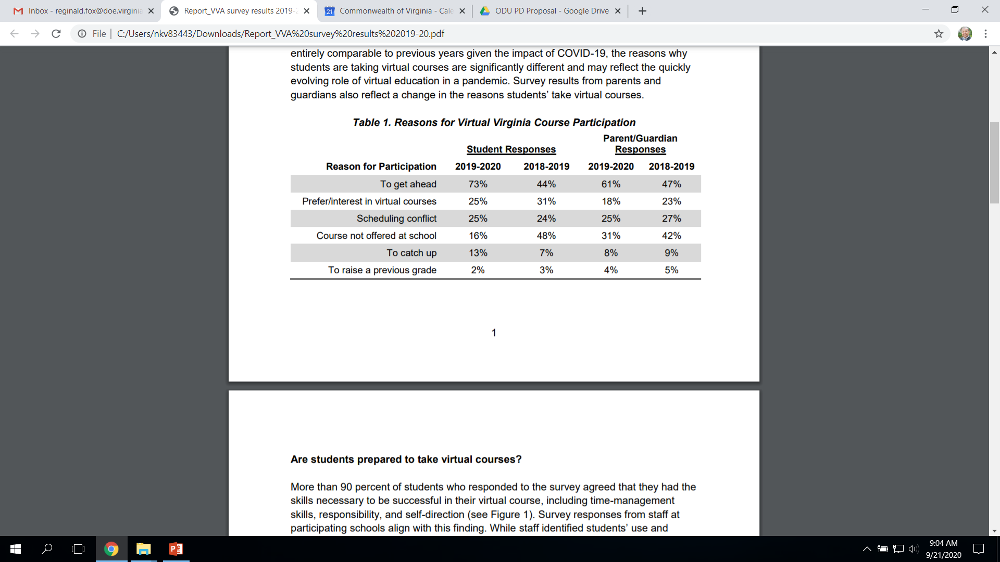 Inbox - reginald.fox@doe.virginia
Report_VVA survey results 2019-2
21
Commonwealth of Virginia - Cale
ODU PD Proposal - Google Drive
File | C:/Users/nkv83443/Downloads/Report_VVA%20survey%20results%202019-20.pdf
entirely comparable to previous years given the impact of COVID-19, the reasons why
students are taking virtual courses are significantly different and may reflect the quickly
evolving role of virtual education in a pandemic. Survey results from parents and
guardians also reflect a change in the reasons students' take virtual courses.
Table 1. Reasons for Virtual Virginia Course Participation
Student Responses
Parent/Guardian
Responses
Reason for Participation 2019-2020 2018-2019 2019-2020 2018-2019
To get ahead 73% 44% 61% 47%
Prefer/interest in virtual courses 25% 31% 18% 23%
Scheduling conflict 25% 24% 25% 27%
Course not offered at school 16% 48% 31% 42%
To catch up 13% 7% 8% 9%
To raise a previous grade 2% 3% 4% 5%
1
Are students prepared to take virtual courses?
More than 90 percent of students who responded to the survey agreed that they had the
skills necessary to be successful in their virtual course, including time-management
skills, responsibility, and self-direction (see Figure 1). Survey responses from staff at
participating schools align with this finding. While staff identified students' use and
9:04 AM
9/21/2020